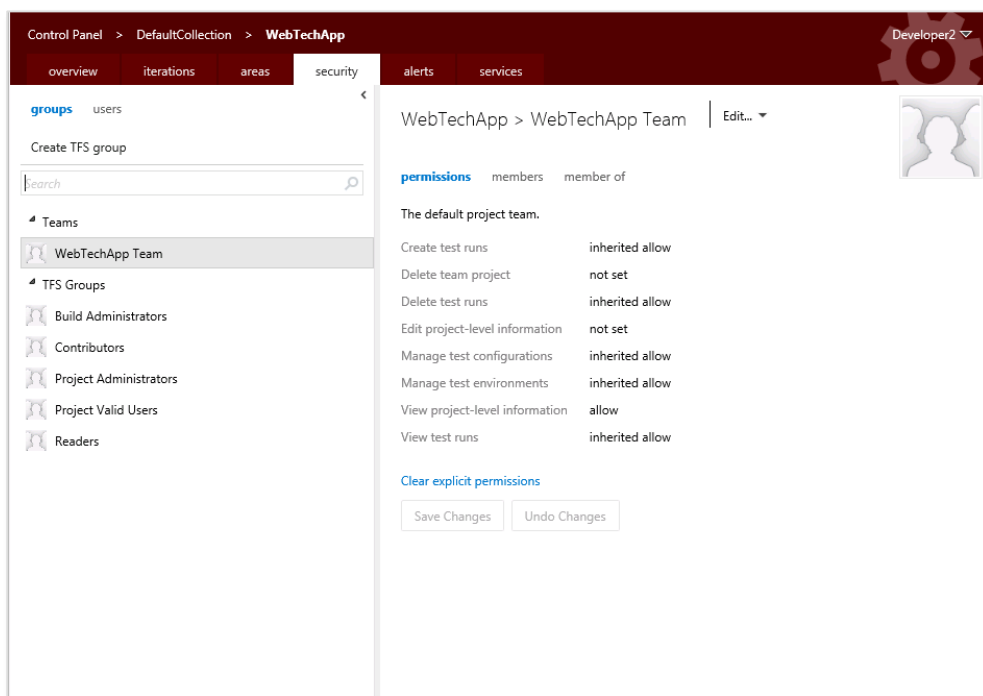 Control Panel > DefaultCollection > WebTechApp
Developer2
overview iterations areas security alerts services
groups users
Create TFS group
Search
Teams
WebTechApp Team
TFS Groups
Build Administrators
Contributors
Project Administrators
Project Valid Users
Readers
WebTechApp > WebTechApp Team
Edit...
permissions members member of
The default project team.
Create test runs inherited allow
Delete team project not set
Delete test runs inherited allow
Edit project-level information not set
Manage test configurations inherited allow
Manage test environments inherited allow
View project-level information allow
View test runs inherited allow
Clear explicit permissions
Save Changes Undo Changes